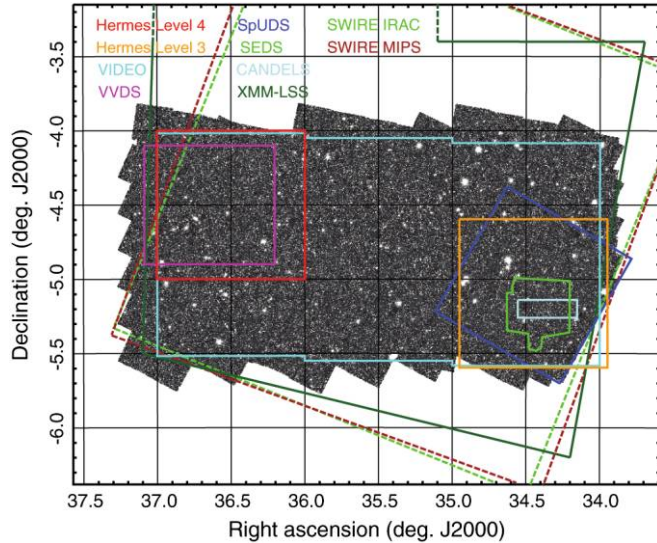 Hermes Level 4 SpUDS SWIRE IRAC
Hermes Level 3 SEDS SWIRE MIPS
VIDEO CANDELS
VVDS XMM-LSS
-3.5
-4.0
-4.5
-5.0
-5.5
-6.0
Declination (deg. J2000)
37.5 37.0 36.5 36.0 35.5 35.0 34.5 34.0
Right ascension (deg. J2000)